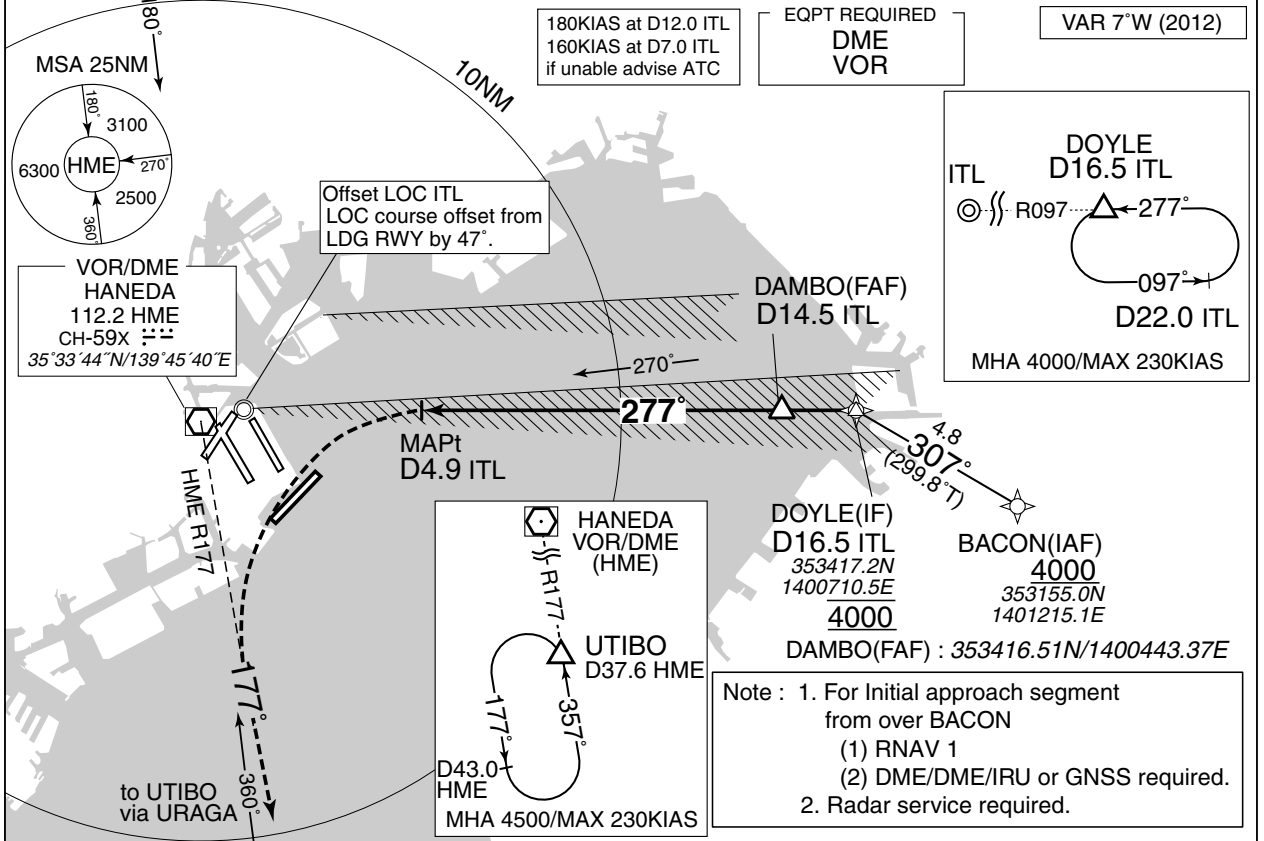 180°
MSA 25NM
180°
3100
6300
HME
270°
2500
360°
10NM
180KIAS at D12.0 ITL
160KIAS at D7.0 ITL
if unable advise ATC
EQPT REQUIRED
DME
VOR
VAR 7°W (2012)
DOYLE
D16.5 ITL
ITL
R097
277°
097°
D22.0 ITL
MHA 4000/MAX 230KIAS
Offset LOC ITL
LOC course offset from
LDG RWY by 47°.
VOR/DME
HANEDA
112.2 HME
CH-59X
35°33´44˝N/139°45´40˝E
DAMBO(FAF)
D14.5 ITL
270°
277°
MAPt
D4.9 ITL
4.8
307°
(299.8°T)
HME R177
DOYLE(IF)
D16.5 ITL
353417.2N
1400710.5E
4000
BACON(IAF)
4000
353155.0N
1401215.1E
DAMBO(FAF) : 353416.51N/1400443.37E
HANEDA
VOR/DME
(HME)
R177
UTIBO
D37.6 HME
177°
357°
D43.0
HME
MHA 4500/MAX 230KIAS
177°
360°
to UTIBO
via URAGA
Note : 1. For Initial approach segment
from over BACON
(1) RNAV 1
(2) DME/DME/IRU or GNSS required.
2. Radar service required.